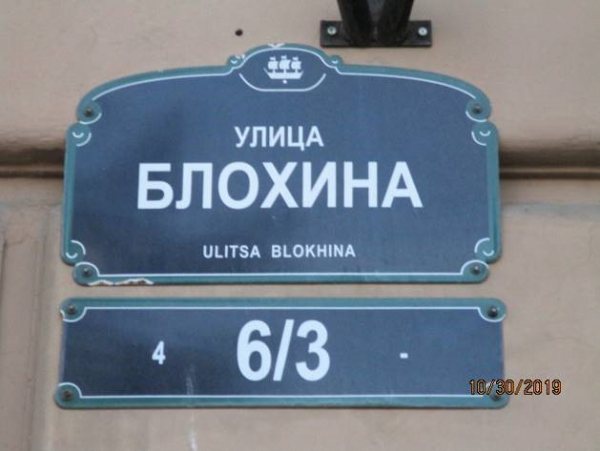 УЛИЦА
БЛОХИНА
ULITSA BLOKHINA
4 6/3 -
10/30/2019